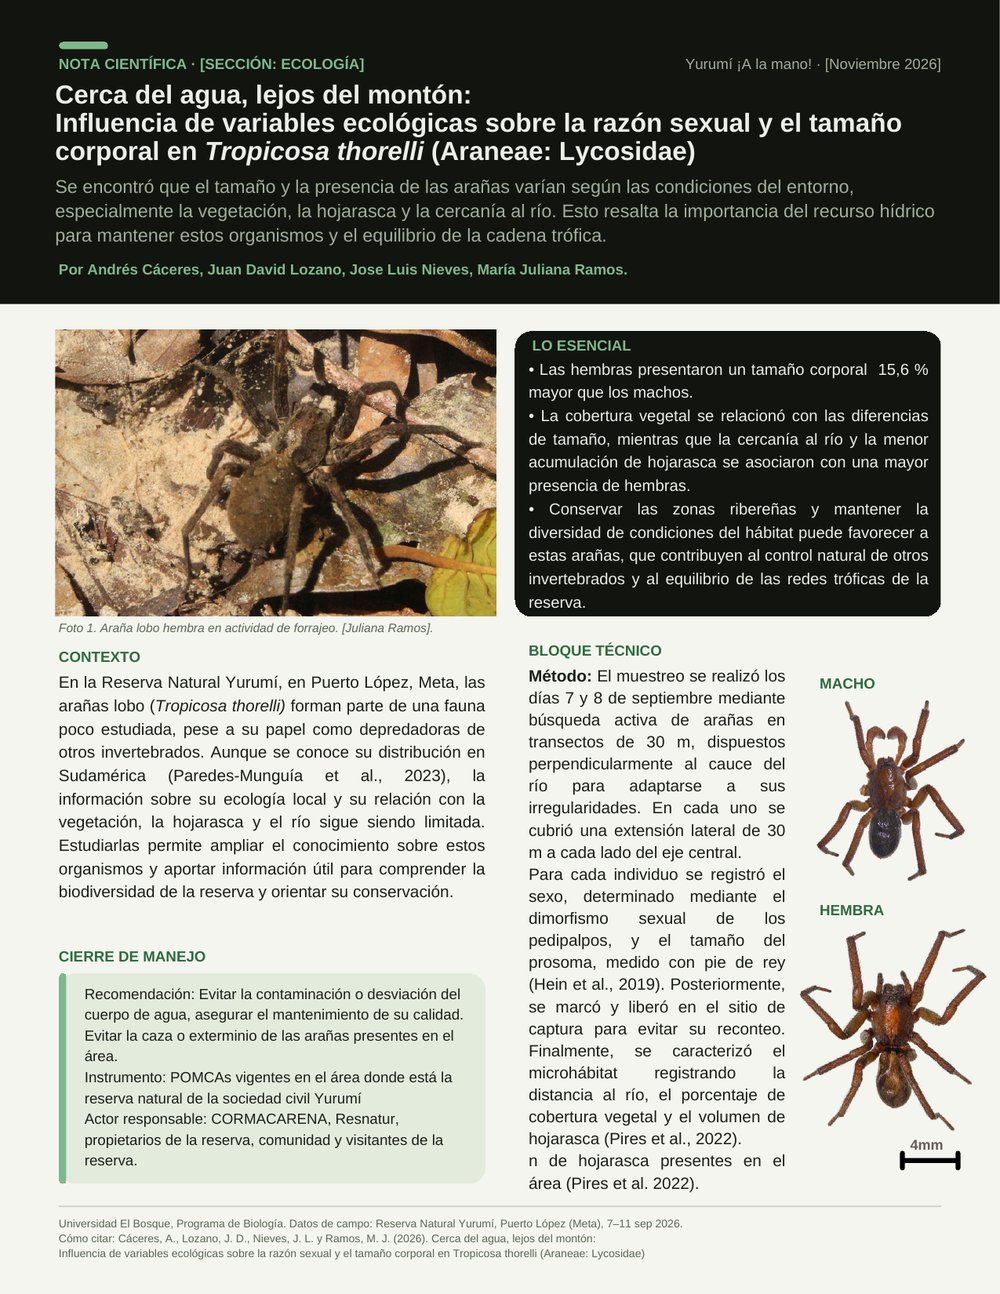 NOTA CIENTÍFICA · [SECCIÓN: ECOLOGÍA]
Yurumí ¡A la mano! · [Noviembre 2026]
Cerca del agua, lejos del montón:
Influencia de variables ecológicas sobre la razón sexual y el tamaño
corporal en Tropicosa thorelli (Araneae: Lycosidae)
Se encontró que el tamaño y la presencia de las arañas varían según las condiciones del entorno,
especialmente la vegetación, la hojarasca y la cercanía al río. Esto resalta la importancia del recurso hídrico
para mantener estos organismos y el equilibrio de la cadena trófica.
Por Andrés Cáceres, Juan David Lozano, Jose Luis Nieves, María Juliana Ramos.
Foto 1. Araña lobo hembra en actividad de forrajeo. [Juliana Ramos].
CONTEXTO
En la Reserva Natural Yurumí, en Puerto López, Meta, las
arañas lobo (Tropicosa thorelli) forman parte de una fauna
poco estudiada, pese a su papel como depredadoras de
otros invertebrados. Aunque se conoce su distribución en
Sudamérica (Paredes-Munguía et al., 2023), la
información sobre su ecología local y su relación con la
vegetación, la hojarasca y el río sigue siendo limitada.
Estudiarlas permite ampliar el conocimiento sobre estos
organismos y aportar información útil para comprender la
biodiversidad de la reserva y orientar su conservación.
CIERRE DE MANEJO
Recomendación: Evitar la contaminación o desviación del
cuerpo de agua, asegurar el mantenimiento de su calidad.
Evitar la caza o exterminio de las arañas presentes en el
área.
Instrumento: POMCAs vigentes en el área donde está la
reserva natural de la sociedad civil Yurumí
Actor responsable: CORMACARENA, Resnatur,
propietarios de la reserva, comunidad y visitantes de la
reserva.
LO ESENCIAL
• Las hembras presentaron un tamaño corporal 15,6 %
mayor que los machos.
• La cobertura vegetal se relacionó con las diferencias
de tamaño, mientras que la cercanía al río y la menor
acumulación de hojarasca se asociaron con una mayor
presencia de hembras.
• Conservar las zonas ribereñas y mantener la
diversidad de condiciones del hábitat puede favorecer a
estas arañas, que contribuyen al control natural de otros
invertebrados y al equilibrio de las redes tróficas de la
reserva.
BLOQUE TÉCNICO
Método: El muestreo se realizó los
días 7 y 8 de septiembre mediante
búsqueda activa de arañas en
transectos de 30 m, dispuestos
perpendicularmente al cauce del
río para adaptarse a sus
irregularidades. En cada uno se
cubrió una extensión lateral de 30
m a cada lado del eje central.
Para cada individuo se registró el
sexo, determinado mediante el
dimorfismo sexual de los
pedipalpos, y el tamaño del
prosoma, medido con pie de rey
(Hein et al., 2019). Posteriormente,
se marcó y liberó en el sitio de
captura para evitar su reconteo.
Finalmente, se caracterizó el
microhábitat registrando la
distancia al río, el porcentaje de
cobertura vegetal y el volumen de
hojarasca (Pires et al., 2022).
n de hojarasca presentes en el
área (Pires et al. 2022).
MACHO
HEMBRA
4mm
Universidad El Bosque, Programa de Biología. Datos de campo: Reserva Natural Yurumí, Puerto López (Meta), 7–11 sep 2026.
Cómo citar: Cáceres, A., Lozano, J. D., Nieves, J. L. y Ramos, M. J. (2026). Cerca del agua, lejos del montón:
Influencia de variables ecológicas sobre la razón sexual y el tamaño corporal en Tropicosa thorelli (Araneae: Lycosidae)